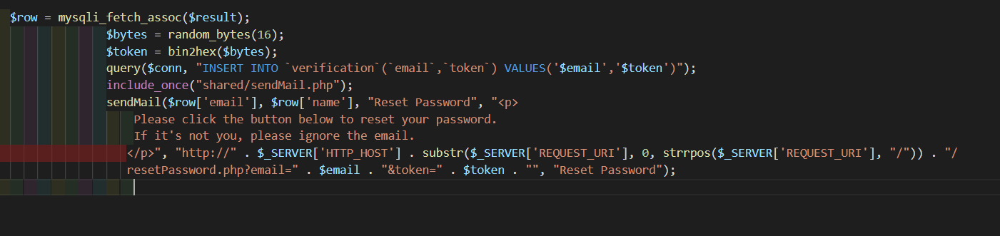 $row = mysqli_fetch_assoc($result);
$bytes = random_bytes(16);
$token = bin2hex($bytes);
query($conn, "INSERT INTO `verification`(`email`,`token`) VALUES('$email','$token')");
include_once("shared/sendMail.php");
sendMail($row['email'], $row['name'], "Reset Password", "<p>
Please click the button below to reset your password.
If it's not you, please ignore the email.
</p>", "http://" . $_SERVER['HTTP_HOST'] . substr($_SERVER['REQUEST_URI'], 0, strrpos($_SERVER['REQUEST_URI'], "/")) . "/
resetPassword.php?email=" . $email . "&token=" . $token . "", "Reset Password");